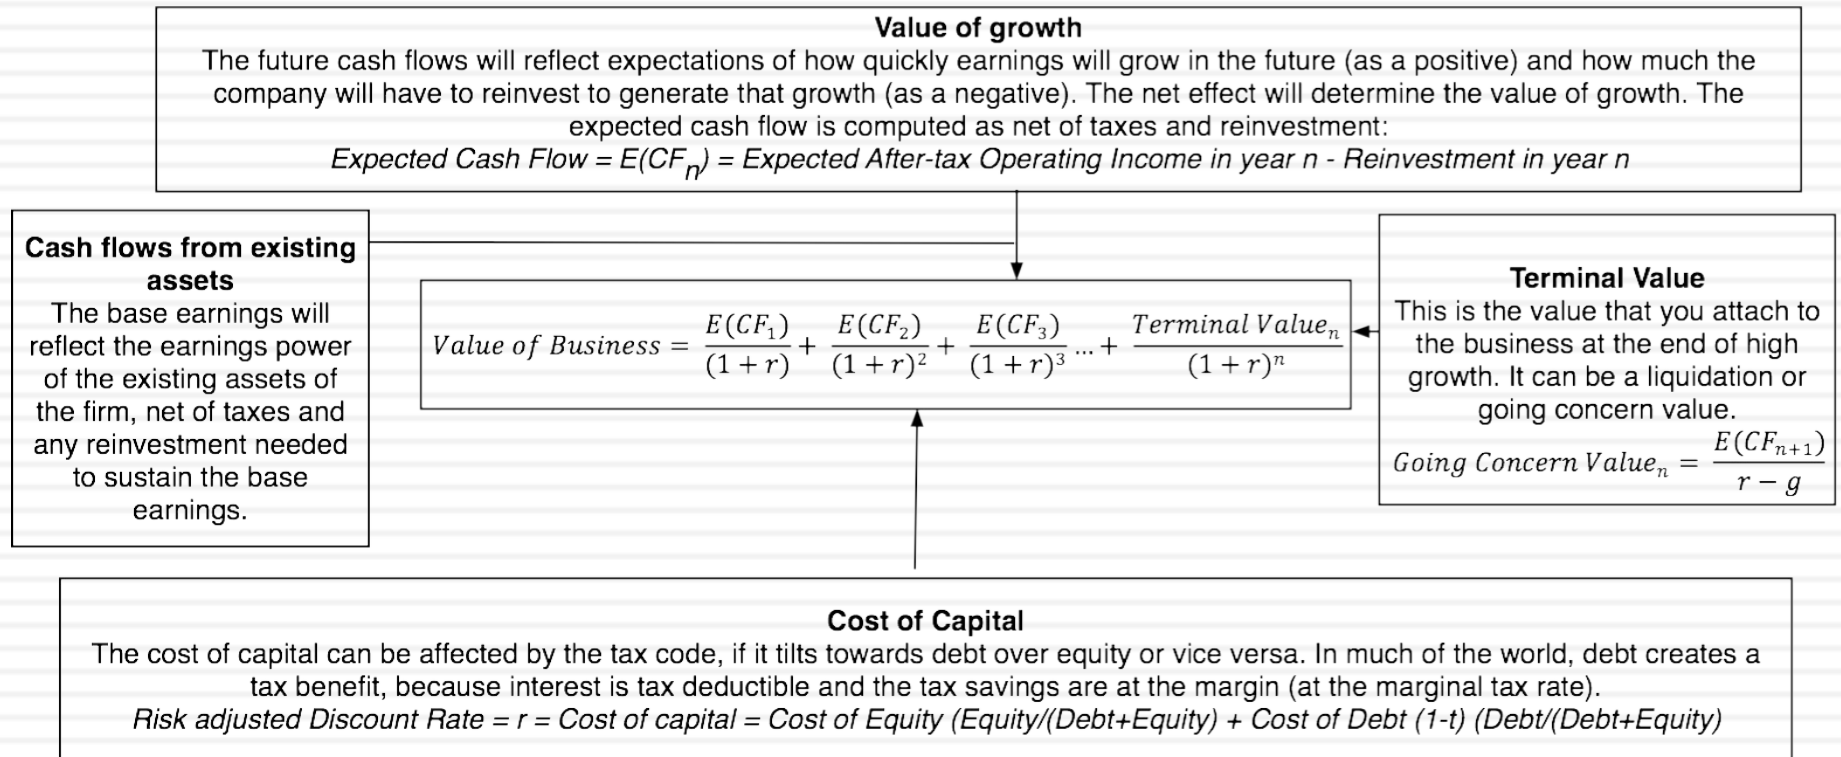 Value of growth
The future cash flows will reflect expectations of how quickly earnings will grow in the future (as a positive) and how much the
company will have to reinvest to generate that growth (as a negative). The net effect will determine the value of growth. The
expected cash flow is computed as net of taxes and reinvestment:
Expected Cash Flow = E(CFₙ) = Expected After-tax Operating Income in year n - Reinvestment in year n
Cash flows from existing
assets
The base earnings will
reflect the earnings power
of the existing assets of
the firm, net of taxes and
any reinvestment needed
to sustain the base
earnings.
Value of Business = E(CF₁)/(1 + r) + E(CF₂)/(1 + r)² + E(CF₃)/(1 + r)³ ... + Terminal Valueₙ/(1 + r)ⁿ
Terminal Value
This is the value that you attach to
the business at the end of high
growth. It can be a liquidation or
going concern value.
Going Concern Valueₙ = E(CFₙ₊₁)/r − g
Cost of Capital
The cost of capital can be affected by the tax code, if it tilts towards debt over equity or vice versa. In much of the world, debt creates a
tax benefit, because interest is tax deductible and the tax savings are at the margin (at the marginal tax rate).
Risk adjusted Discount Rate = r = Cost of capital = Cost of Equity (Equity/(Debt+Equity) + Cost of Debt (1-t) (Debt/(Debt+Equity)